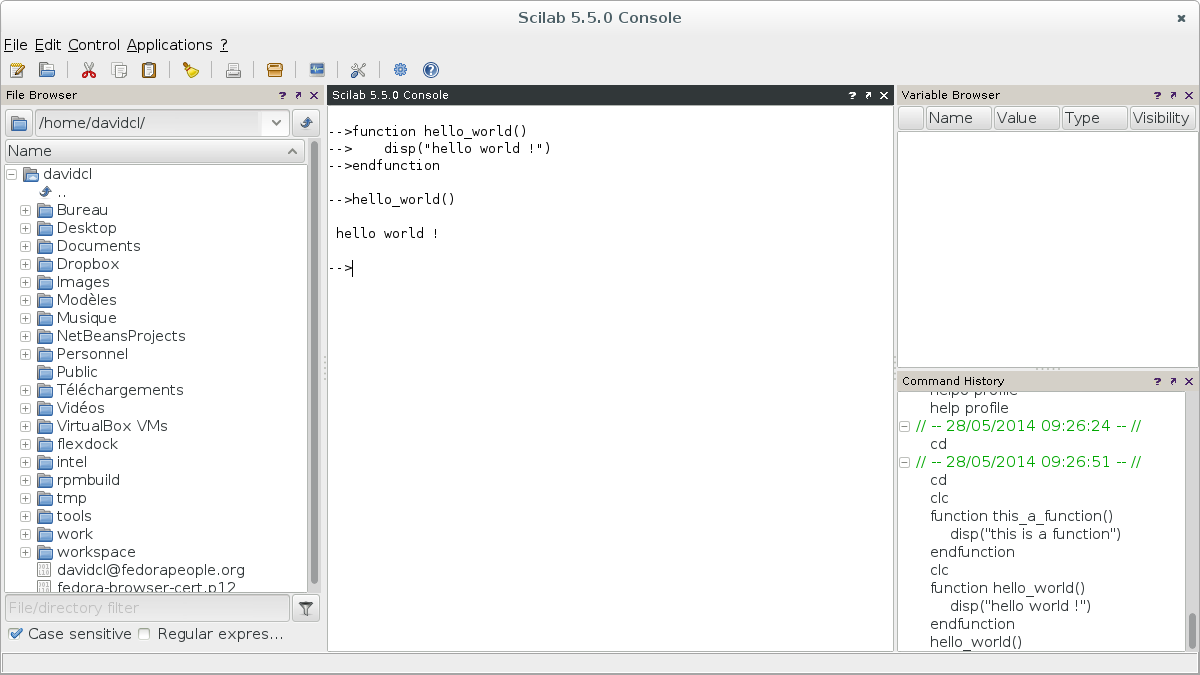 Scilab 5.5.0 Console
File Edit Control Applications ?
File Browser
/home/davidcl/
Name
davidcl
..
Bureau
Desktop
Documents
Dropbox
Images
Modèles
Musique
NetBeansProjects
Personnel
Public
Téléchargements
Vidéos
VirtualBox VMs
flexdock
intel
rpmbuild
tmp
tools
work
workspace
davidcl@fedorapeople.org
fedora-browser-cert.p12
File/directory filter
Case sensitive Regular expres...
Scilab 5.5.0 Console
-->function hello_world()
-->    disp("hello world !")
-->endfunction
-->hello_world()
hello world !
-->
Variable Browser
Name Value Type Visibility
Command History
helpo profile
help profile
// -- 28/05/2014 09:26:24 -- //
cd
// -- 28/05/2014 09:26:51 -- //
cd
clc
function this_a_function()
disp("this is a function")
endfunction
clc
function hello_world()
disp("hello world !")
endfunction
hello_world()